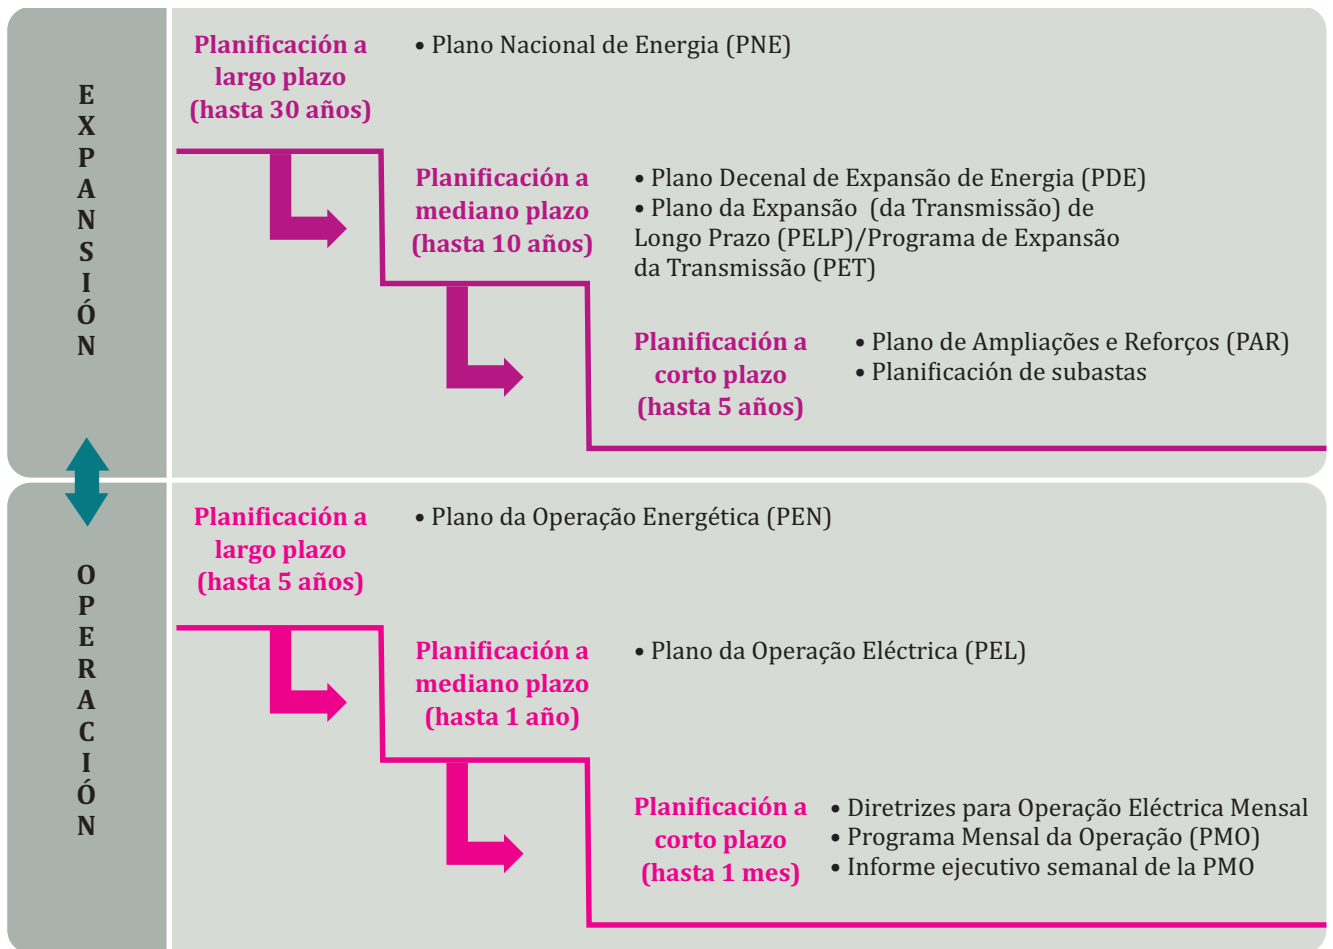 EXPANSIÓN
Planificación a
largo plazo
(hasta 30 años)
• Plano Nacional de Energia (PNE)
Planificación a
mediano plazo
(hasta 10 años)
• Plano Decenal de Expansão de Energia (PDE)
• Plano da Expansão (da Transmissão) de
Longo Prazo (PELP)/Programa de Expansão
da Transmissão (PET)
Planificación a
corto plazo
(hasta 5 años)
• Plano de Ampliações e Reforços (PAR)
• Planificación de subastas
OPERACIÓN
Planificación a
largo plazo
(hasta 5 años)
• Plano da Operação Energética (PEN)
Planificación a
mediano plazo
(hasta 1 año)
• Plano da Operação Eléctrica (PEL)
Planificación a
corto plazo
(hasta 1 mes)
• Diretrizes para Operação Eléctrica Mensal
• Programa Mensal da Operação (PMO)
• Informe ejecutivo semanal de la PMO